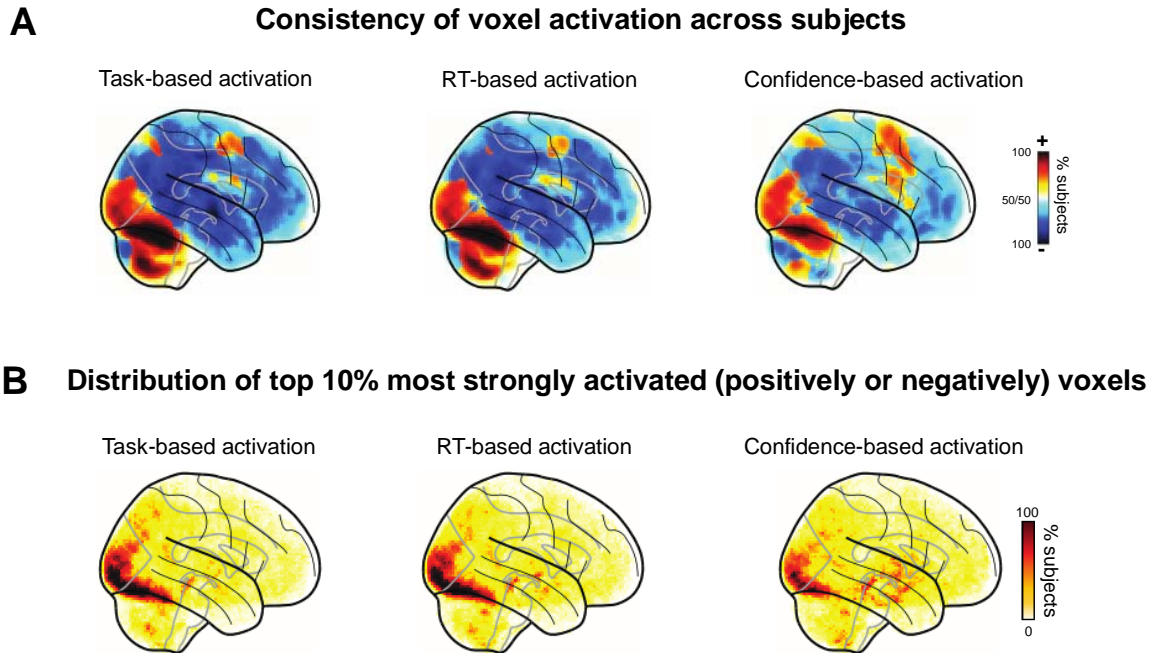 A
Consistency of voxel activation across subjects
Task-based activation
RT-based activation
Confidence-based activation
+
100
50/50
100
-
% subjects
B
Distribution of top 10% most strongly activated (positively or negatively) voxels
Task-based activation
RT-based activation
Confidence-based activation
100
0
% subjects